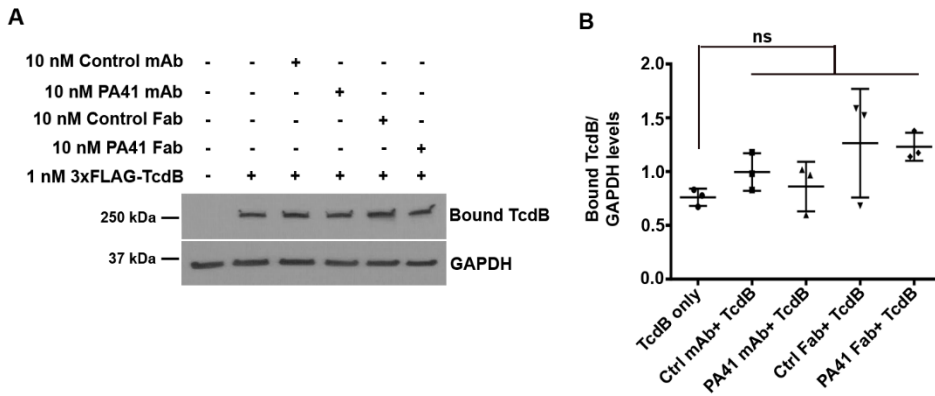 A
10 nM Control mAb - - + - - -
10 nM PA41 mAb - - - + - -
10 nM Control Fab - - - - + -
10 nM PA41 Fab - - - - - +
1 nM 3xFLAG-TcdB - + + + + +
250 kDa
Bound TcdB
37 kDa
GAPDH
B
ns
2.0
1.5
1.0
0.5
0.0
Bound TcdB/
GAPDH levels
TcdB only
Ctrl mAb+ TcdB
PA41 mAb+ TcdB
Ctrl Fab+ TcdB
PA41 Fab+ TcdB